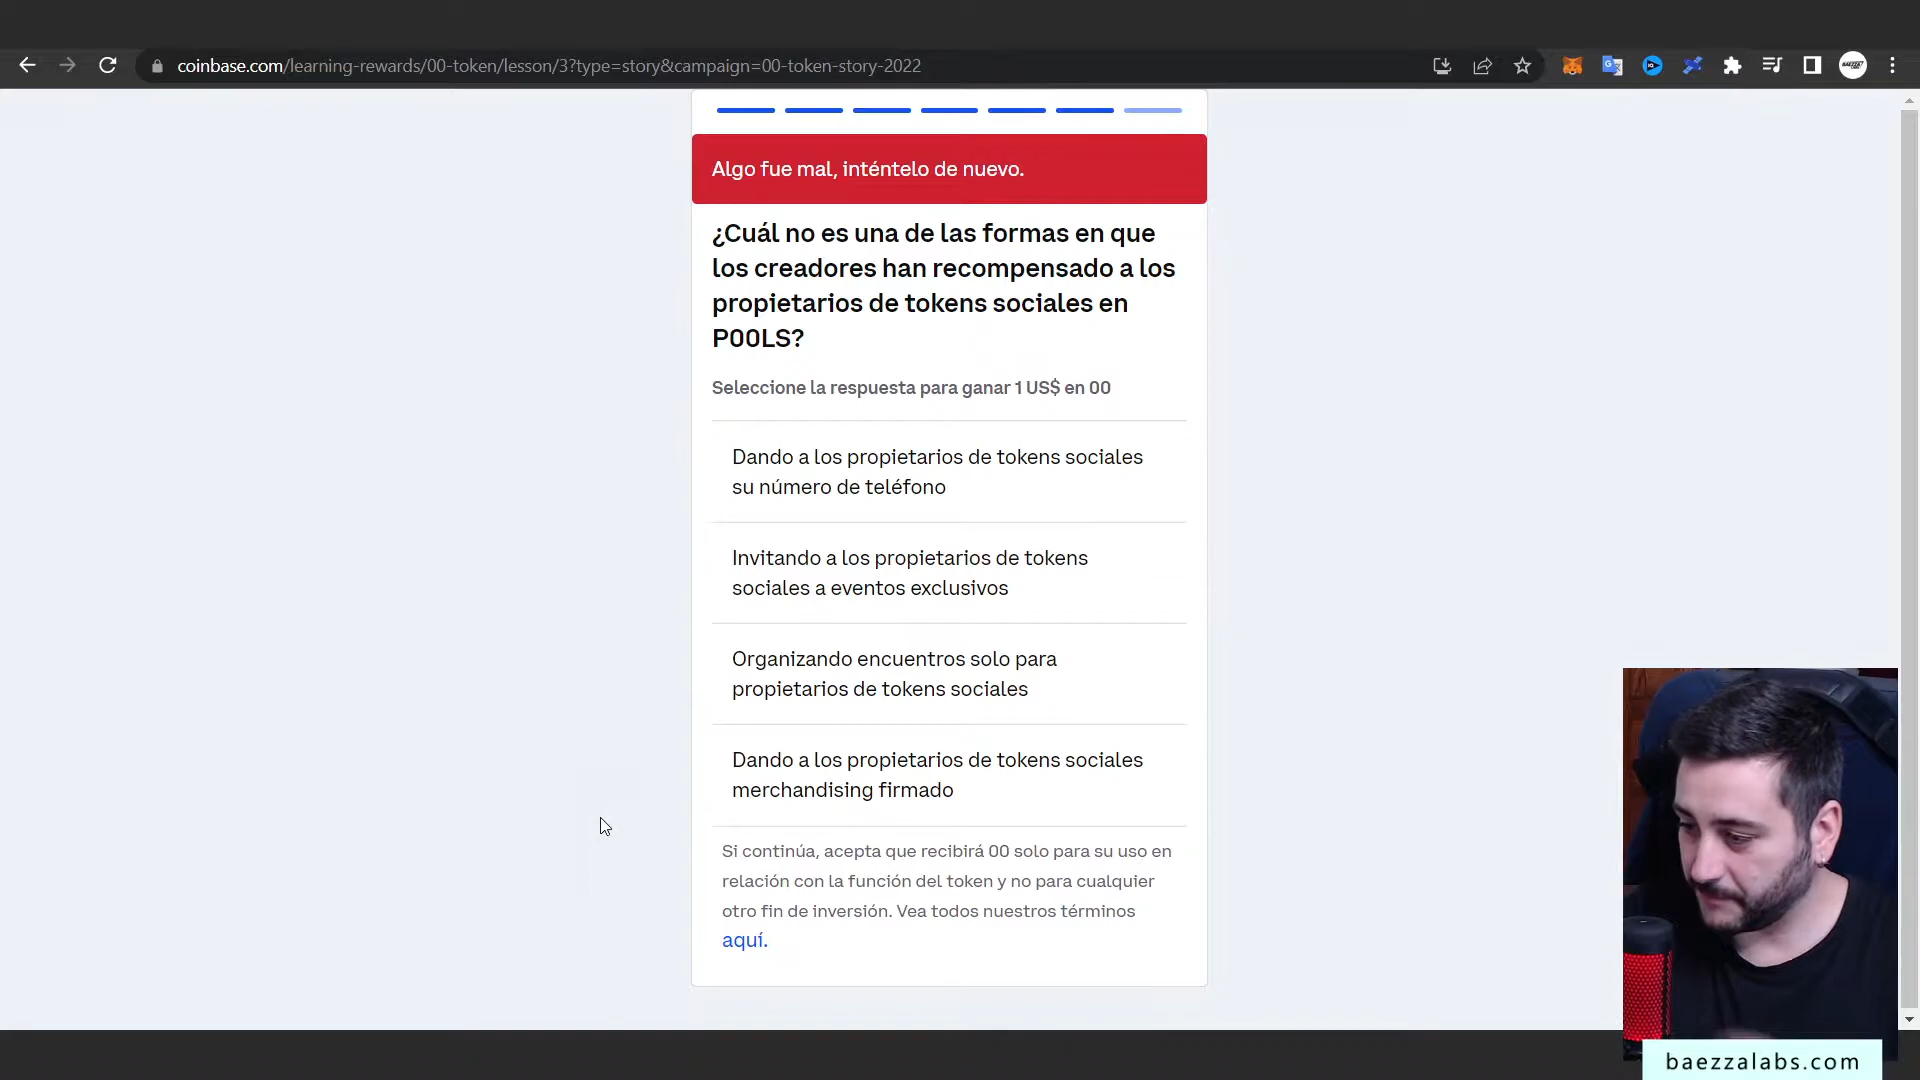 coinbase.com/learning-rewards/00-token/lesson/3?type=story&campaign=00-token-story-2022
Algo fue mal, inténtelo de nuevo.
¿Cuál no es una de las formas en que
los creadores han recompensado a los
propietarios de tokens sociales en
P00LS?
Seleccione la respuesta para ganar 1 US$ en 00
Dando a los propietarios de tokens sociales
su número de teléfono
Invitando a los propietarios de tokens
sociales a eventos exclusivos
Organizando encuentros solo para
propietarios de tokens sociales
Dando a los propietarios de tokens sociales
merchandising firmado
Si continúa, acepta que recibirá 00 solo para su uso en
relación con la función del token y no para cualquier
otro fin de inversión. Vea todos nuestros términos
aquí.
baezzalabs.com